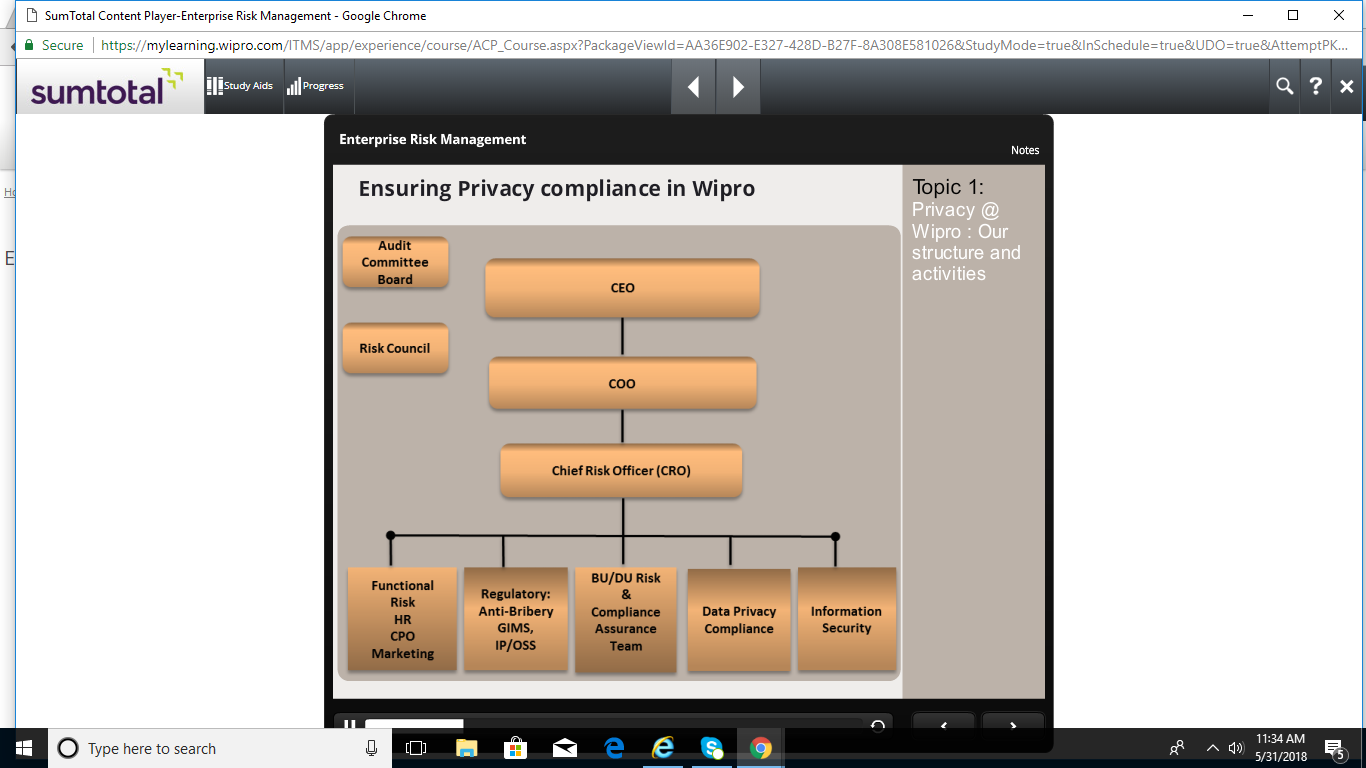 SumTotal Content Player-Enterprise Risk Management - Google Chrome
Secure
https://mylearning.wipro.com/ITMS/app/experience/course/ACP_Course.aspx?PackageViewId=AA36E902-E327-428D-B27F-8A308E581026&StudyMode=true&InSchedule=true&UDO=true&AttemptPK...
sumtotal
Study Aids
Progress
?
Enterprise Risk Management
Notes
Ensuring Privacy compliance in Wipro
Audit
Committee
Board
Risk Council
CEO
COO
Chief Risk Officer (CRO)
Functional
Risk
HR
CPO
Marketing
Regulatory:
Anti-Bribery
GIMS,
IP/OSS
BU/DU Risk
&
Compliance
Assurance
Team
Data Privacy
Compliance
Information
Security
Topic 1:
Privacy @
Wipro : Our
structure and
activities
Type here to search
11:34 AM
5/31/2018
5